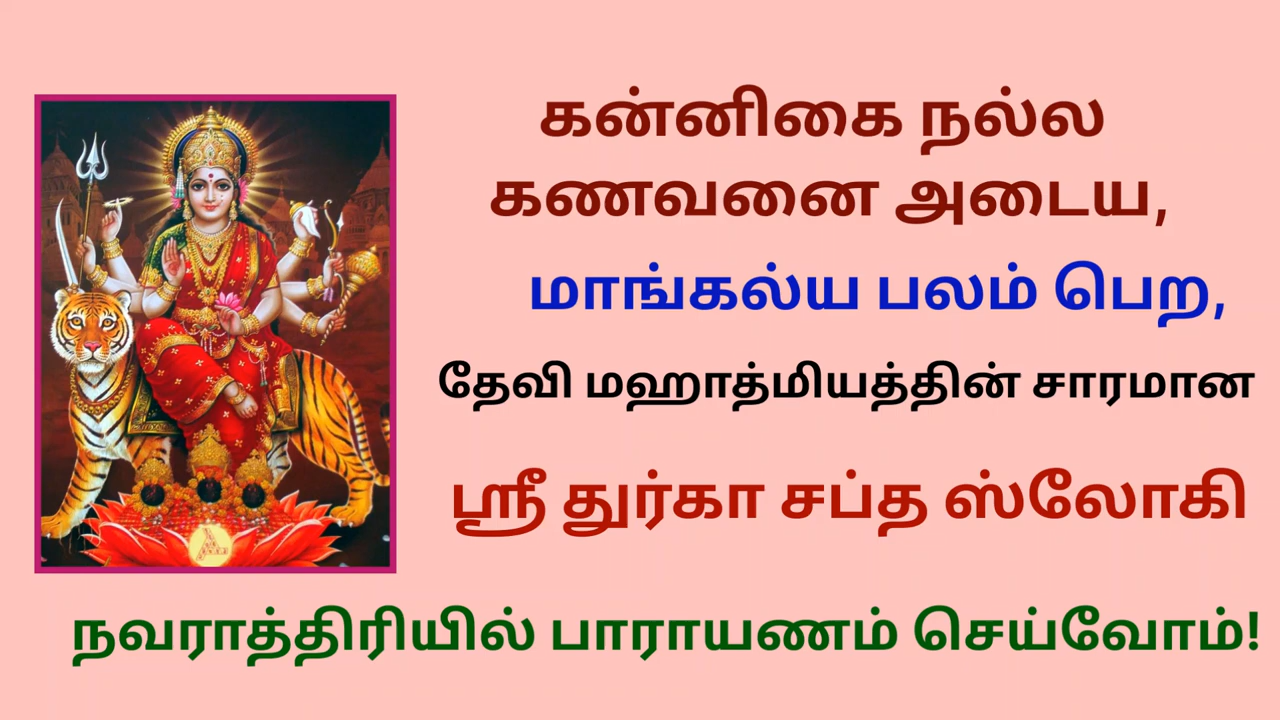 கன்னிகை நல்ல
கணவனை அடைய,
மாங்கல்ய பலம் பெற,
தேவி மஹாத்மியத்தின் சாரமான
ஸ்ரீ துர்கா சப்த ஸ்லோகி
நவராத்திரியில் பாராயணம் செய்வோம்!